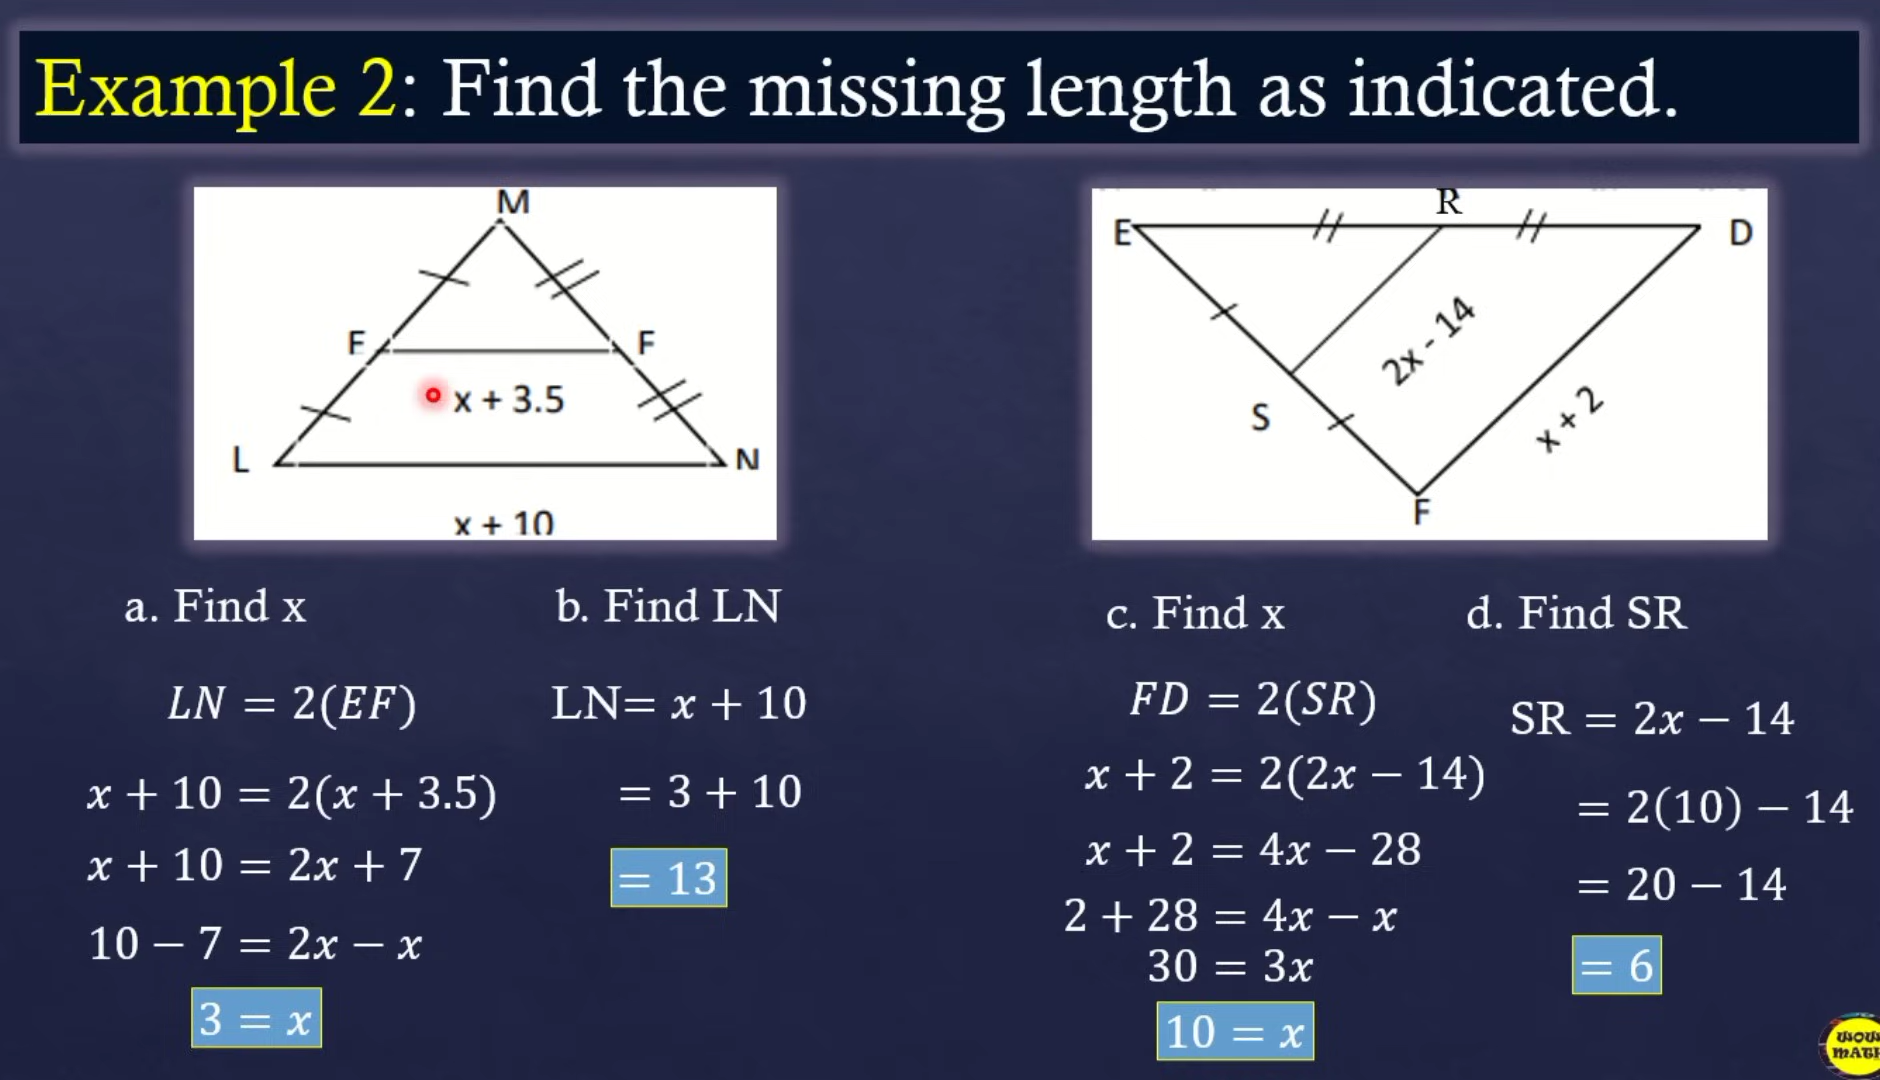 Example 2: Find the missing length as indicated.
M
E
F
x + 3.5
L
N
x + 10
R
E
D
2x - 14
S
x + 2
F
a. Find x
LN = 2(EF)
x + 10 = 2(x + 3.5)
x + 10 = 2x + 7
10 − 7 = 2x − x
3 = x
b. Find LN
LN= x + 10
= 3 + 10
= 13
c. Find x
FD = 2(SR)
x + 2 = 2(2x − 14)
x + 2 = 4x − 28
2 + 28 = 4x − x
30 = 3x
10 = x
d. Find SR
SR = 2x − 14
= 2(10) − 14
= 20 − 14
= 6
WOW
MATH